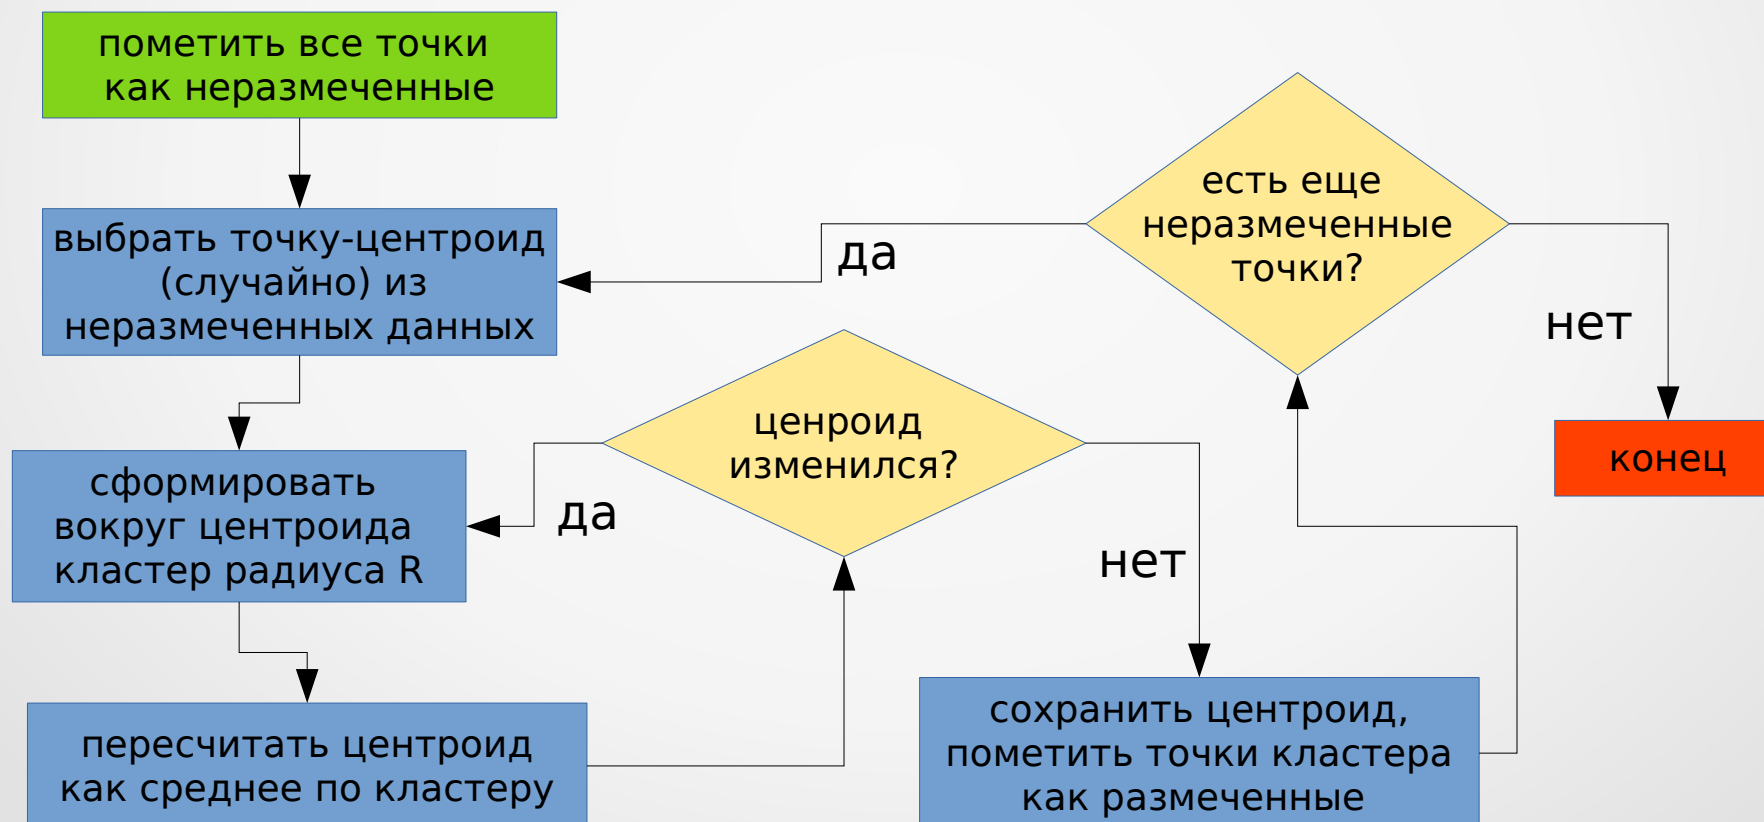 пометить все точки
как неразмеченные
выбрать точку-центроид
(случайно) из
неразмеченных данных
сформировать
вокруг центроида
кластер радиуса R
пересчитать центроид
как среднее по кластеру
ценроид
изменился?
да
нет
сохранить центроид,
пометить точки кластера
как размеченные
есть еще
неразмеченные
точки?
да
нет
конец